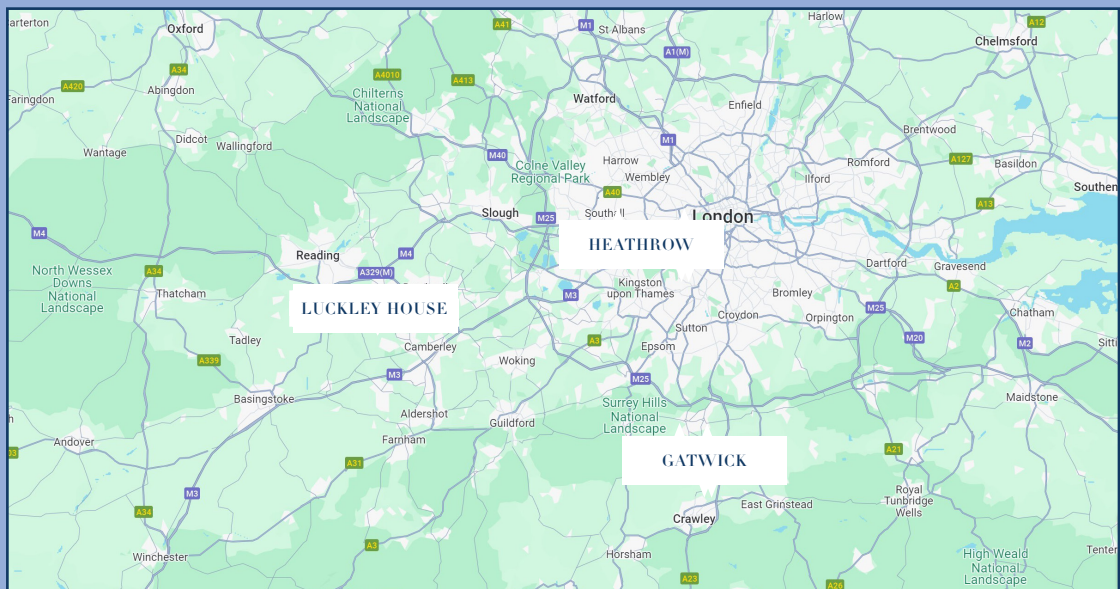 arterton
Oxford
A41
M1
St Albans
Harlow
A12
Chelmsford
A1(M)
A34
A4010
A413
A420
Abingdon
Faringdon
Chilterns
National
Landscape
Watford
Enfield
Brentwood
Didcot
Wallingford
Wantage
M40
M1
Harrow
Wembley
Colne Valley
Regional Park
Romford
Ilford
A127
Basildon
Southen
A40
Slough
M25
London
A13
M4
Reading
M4
HEATHROW
A329(M)
North Wessex
Downs
National
Landscape
A34
Thatcham
LUCKLEY HOUSE
M3
Kingston
upon Thames
Bromley
Dartford
Gravesend
A2
M25
Chatham
Croydon
Orpington
Sutton
Tadley
A339
Camberley
Woking
A3
Epsom
M20
M2
Sitti
M3
M25
Basingstoke
Maidstone
Aldershot
Guildford
Surrey Hills
National
Landscape
Andover
Farnham
A31
GATWICK
A21
M3
A34
Royal
Tunbridge
Wells
Crawley
East Grinstead
A3
Winchester
Horsham
High Weald
National
Landscape
Tenter
A23
A26